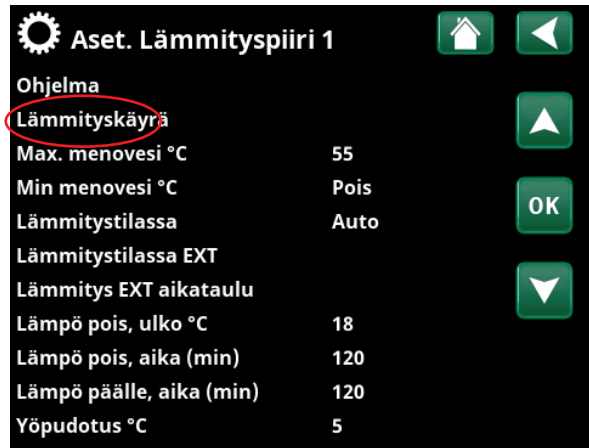 Aset. Lämmityspiiri 1
Ohjelma
Lämmityskäyrä
Max. menovesi °C 55
Min menovesi °C Pois
Lämmitystilassa Auto
Lämmitystilassa EXT
Lämmitys EXT aikataulu
Lämpö pois, ulko °C 18
Lämpö pois, aika (min) 120
Lämpö päälle, aika (min) 120
Yöpudotus °C 5
OK